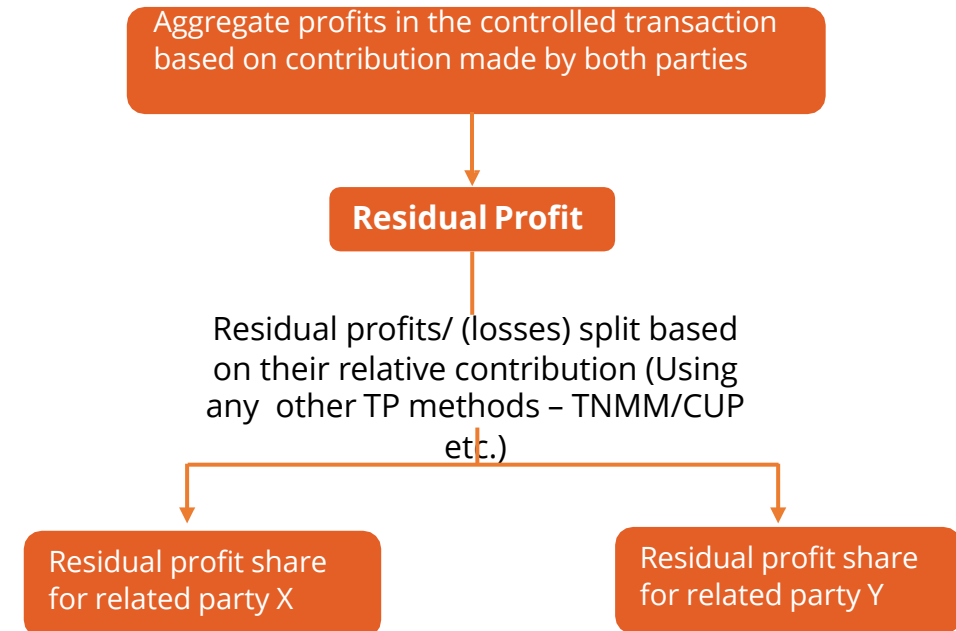 Aggregate profits in the controlled transaction
based on contribution made by both parties
Residual Profit
Residual profits/ (losses) split based
on their relative contribution (Using
any other TP methods – TNMM/CUP
etc.)
Residual profit share
for related party X
Residual profit share
for related party Y